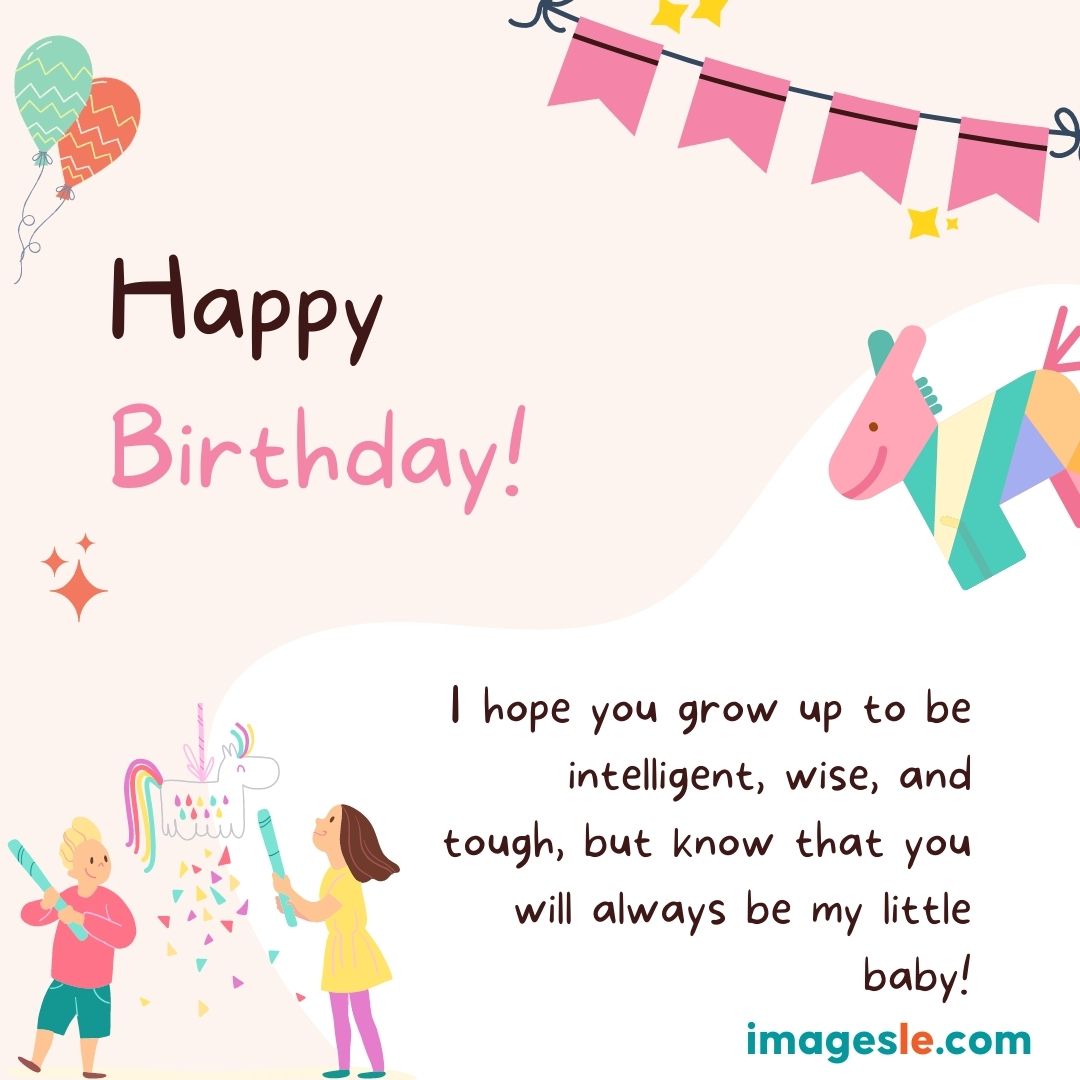 Happy
Birthday!
I hope you grow up to be
intelligent, wise, and
tough, but know that you
will always be my little
baby!
imagesle.com